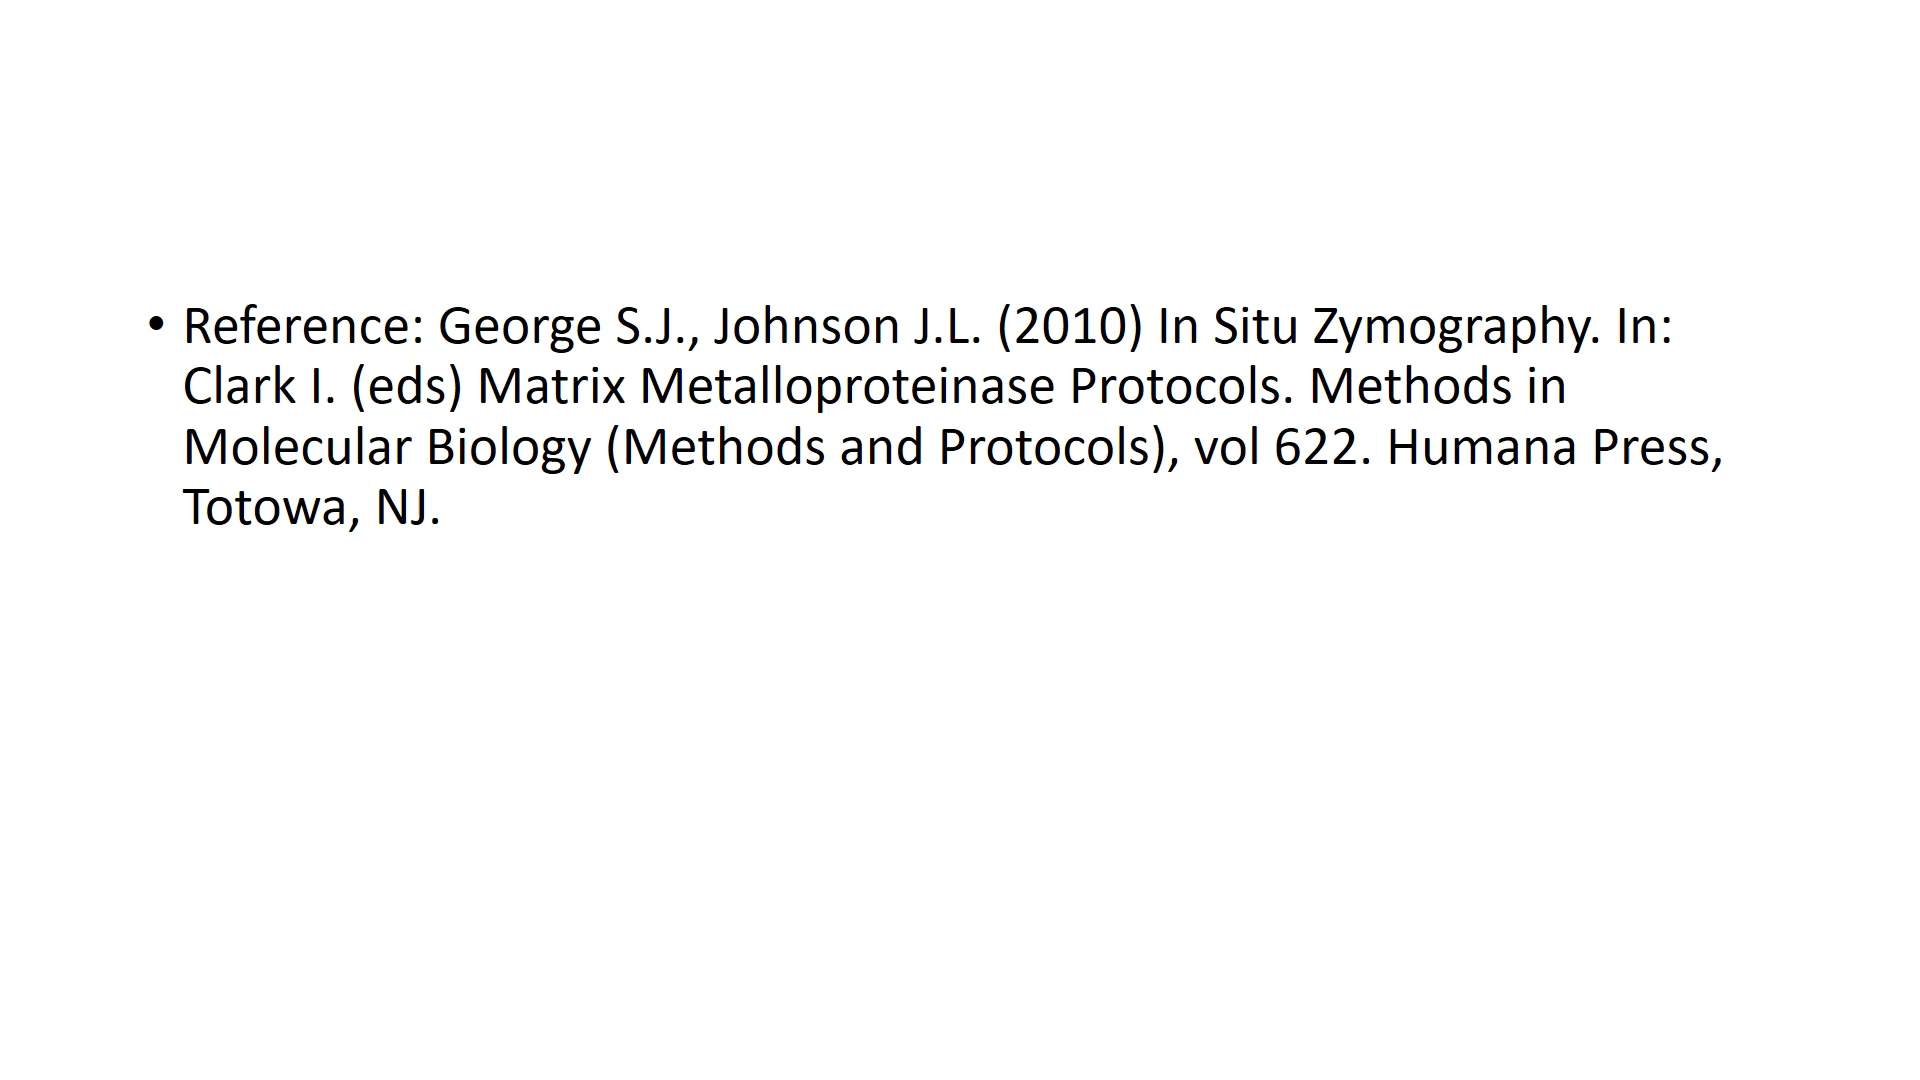 • Reference: George S.J., Johnson J.L. (2010) In Situ Zymography. In:
Clark I. (eds) Matrix Metalloproteinase Protocols. Methods in
Molecular Biology (Methods and Protocols), vol 622. Humana Press,
Totowa, NJ.